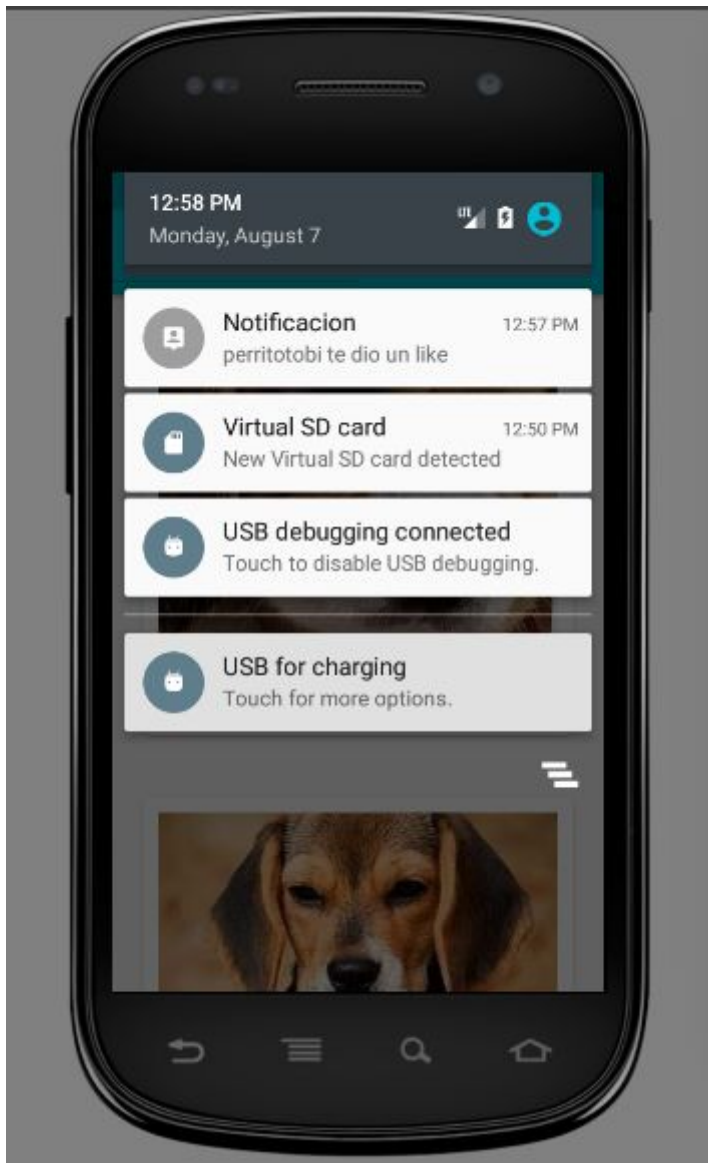 12:58 PM
LTE
Monday, August 7
Notificacion 12:57 PM
perritotobi te dio un like
Virtual SD card 12:50 PM
New Virtual SD card detected
USB debugging connected
Touch to disable USB debugging.
USB for charging
Touch for more options.